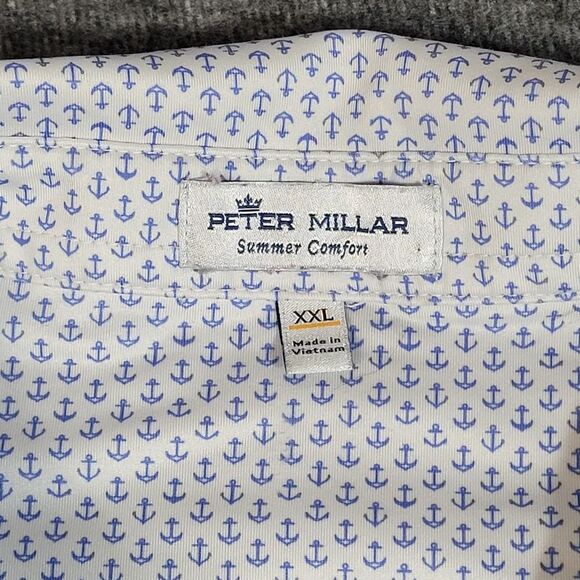 PETER MILLAR
Summer Comfort
XXL
Made in
Vietnam